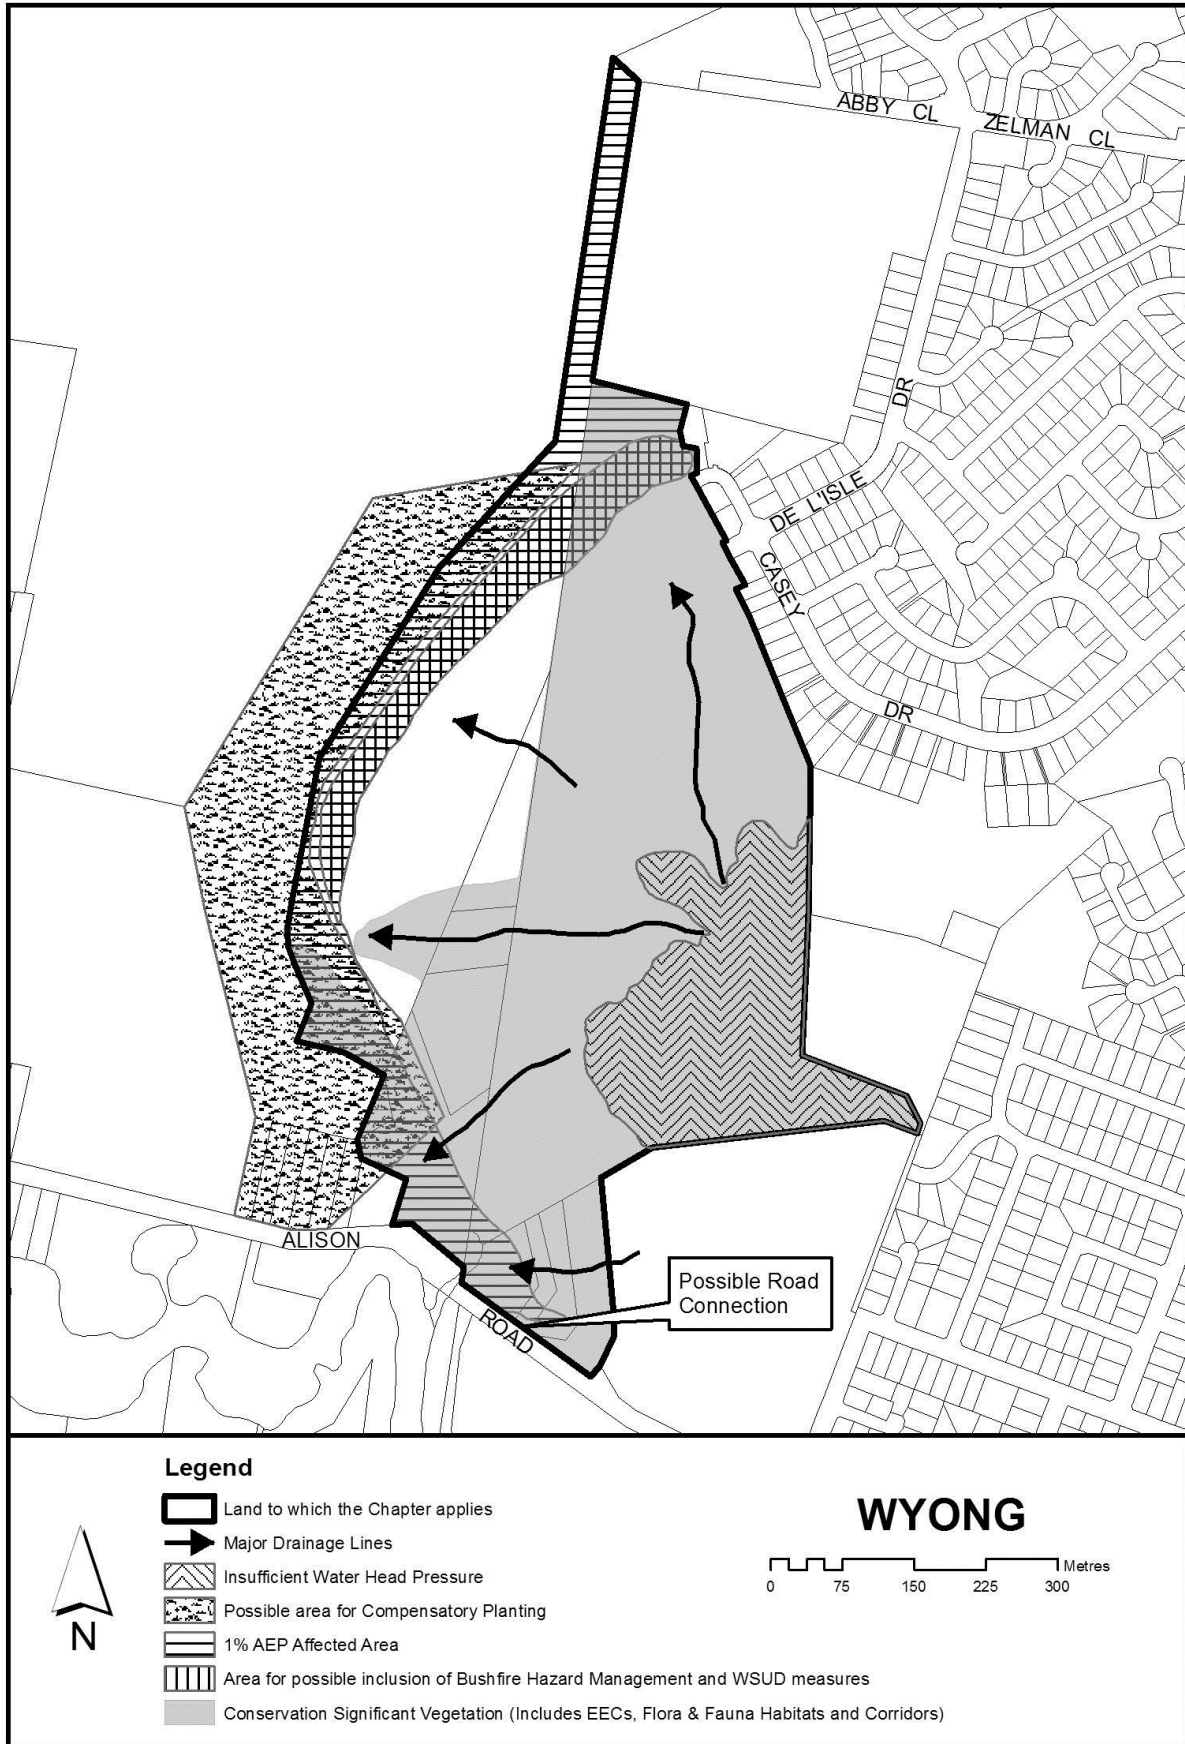 ABBY CL
ZELMAN CL
DR
DE L'ISLE
CASEY
DR
ALISON
ROAD
Possible Road
Connection
Legend
Land to which the Chapter applies
Major Drainage Lines
Insufficient Water Head Pressure
Possible area for Compensatory Planting
1% AEP Affected Area
Area for possible inclusion of Bushfire Hazard Management and WSUD measures
Conservation Significant Vegetation (Includes EECs, Flora & Fauna Habitats and Corridors)
N
WYONG
Metres
0 75 150 225 300